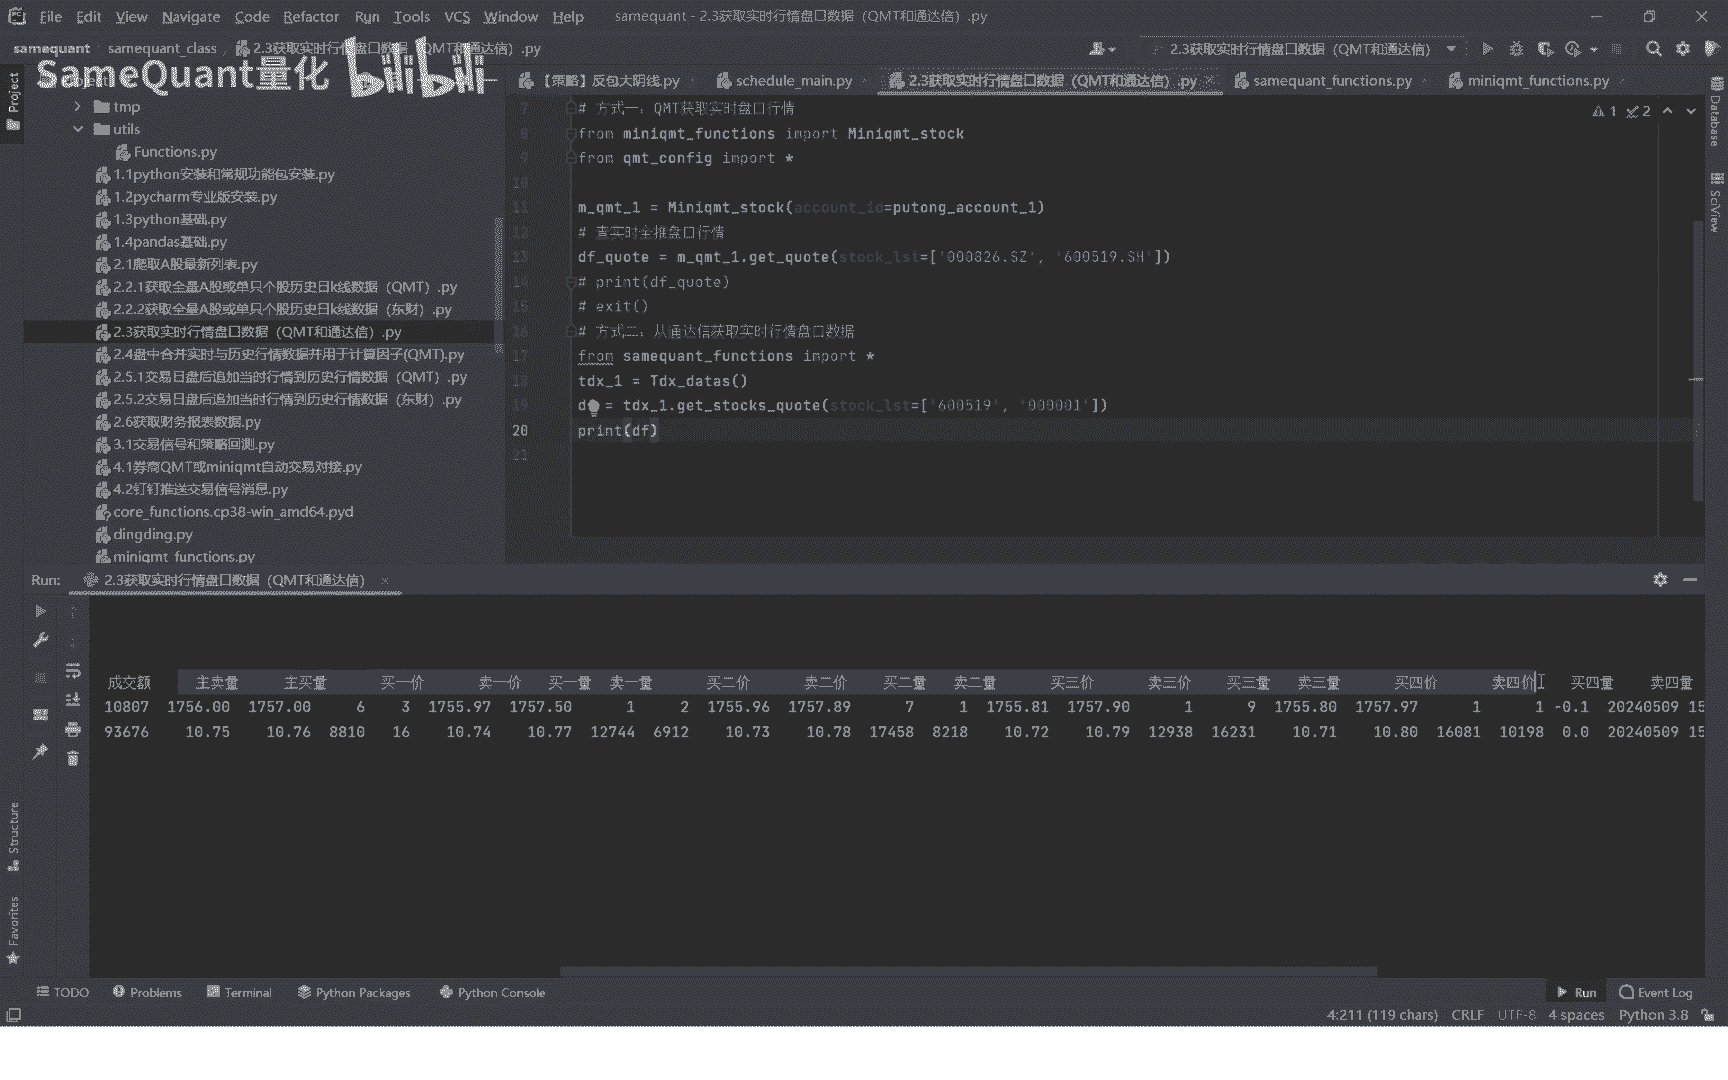 File Edit View Navigate Code Refactor Run Tools VCS Window Help samequant - 2.3获取实时行情盘口数据（QMT和通达信）.py
samequant samequant_class 2.3获取实时行情盘口数据（QMT和通达信）.py
2.3获取实时行情盘口数据（QMT和通达信）
SameQuant量化 bilibili
Project
【策略】反包大阴线.py schedule_main.py 2.3获取实时行情盘口数据（QMT和通达信）.py samequant_functions.py miniqmt_functions.py
tmp
utils
Functions.py
1.1python安装和常规功能包安装.py
1.2pycharm专业版安装.py
1.3python基础.py
1.4pandas基础.py
2.1爬取A股最新列表.py
2.2.1获取全量A股或单只个股历史日k线数据（QMT）.py
2.2.2获取全量A股或单只个股历史日k线数据（东财）.py
2.3获取实时行情盘口数据（QMT和通达信）.py
2.4盘中合并实时与历史行情数据并用于计算因子(QMT).py
2.5.1交易日盘后追加当时行情到历史行情数据（QMT）.py
2.5.2交易日盘后追加当时行情到历史行情数据（东财）.py
2.6获取财务报表数据.py
3.1交易信号和策略回测.py
4.1券商QMT或miniqmt自动交易对接.py
4.2钉钉推送交易信号消息.py
core_functions.cp38-win_amd64.pyd
dingding.py
miniqmt_functions.py
7 # 方式一：QMT获取实时盘口行情
8 from miniqmt_functions import Miniqmt_stock
9 from qmt_config import *
10
11 m_qmt_1 = Miniqmt_stock(account_id=putong_account_1)
12 # 查实时全推盘口行情
13 df_quote = m_qmt_1.get_quote(stock_lst=['000826.SZ', '600519.SH'])
14 # print(df_quote)
15 # exit()
16 # 方式二：从通达信获取实时行情盘口数据
17 from samequant_functions import *
18 tdx_1 = Tdx_datas()
19 d = tdx_1.get_stocks_quote(stock_lst=['600519', '000001'])
20 print(df)
21
1 2
Database
SciView
Run: 2.3获取实时行情盘口数据（QMT和通达信）
成交额 主卖量 主买量 买一价 卖一价 买一量 卖一量 买二价 卖二价 买二量 卖二量 买三价 卖三价 买三量 卖三量 买四价 卖四价 买四量 卖四量
10807 1756.00 1757.00 6 3 1755.97 1757.50 1 2 1755.96 1757.89 7 1 1755.81 1757.90 1 9 1755.80 1757.97 1 1 -0.1 20240509 15
93676 10.75 10.76 8810 16 10.74 10.77 12744 6912 10.73 10.78 17458 8218 10.72 10.79 12938 16231 10.71 10.80 16081 10198 0.0 20240509 15
Structure
Favorites
TODO Problems Terminal Python Packages Python Console Run Event Log
4:211 (119 chars) CRLF UTF-8 4 spaces Python 3.8